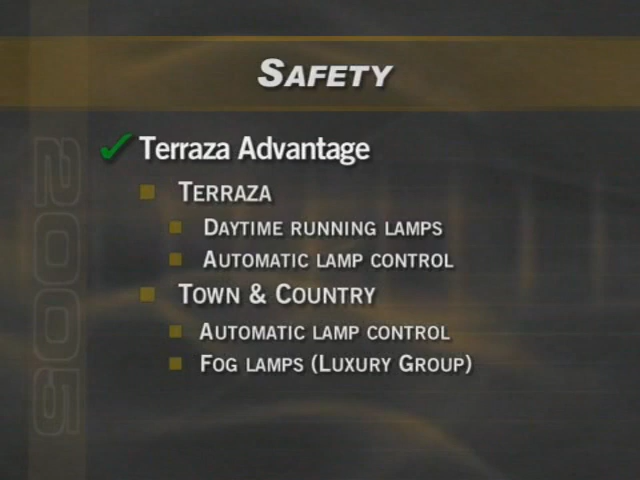 SAFETY
Terraza Advantage
TERRAZA
DAYTIME RUNNING LAMPS
AUTOMATIC LAMP CONTROL
TOWN & COUNTRY
AUTOMATIC LAMP CONTROL
FOG LAMPS (LUXURY GROUP)
2005